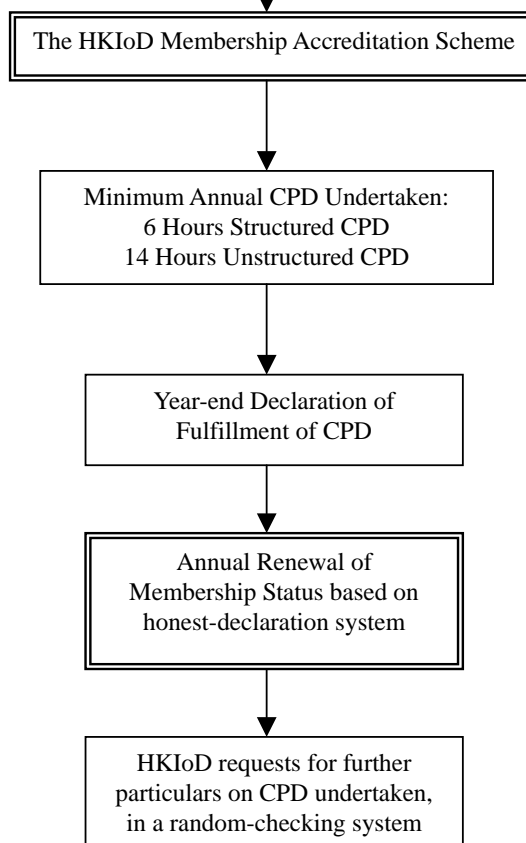 The HKIoD Membership Accreditation Scheme
Minimum Annual CPD Undertaken:
6 Hours Structured CPD
14 Hours Unstructured CPD
Year-end Declaration of
Fulfillment of CPD
Annual Renewal of
Membership Status based on
honest-declaration system
HKIoD requests for further
particulars on CPD undertaken,
in a random-checking system